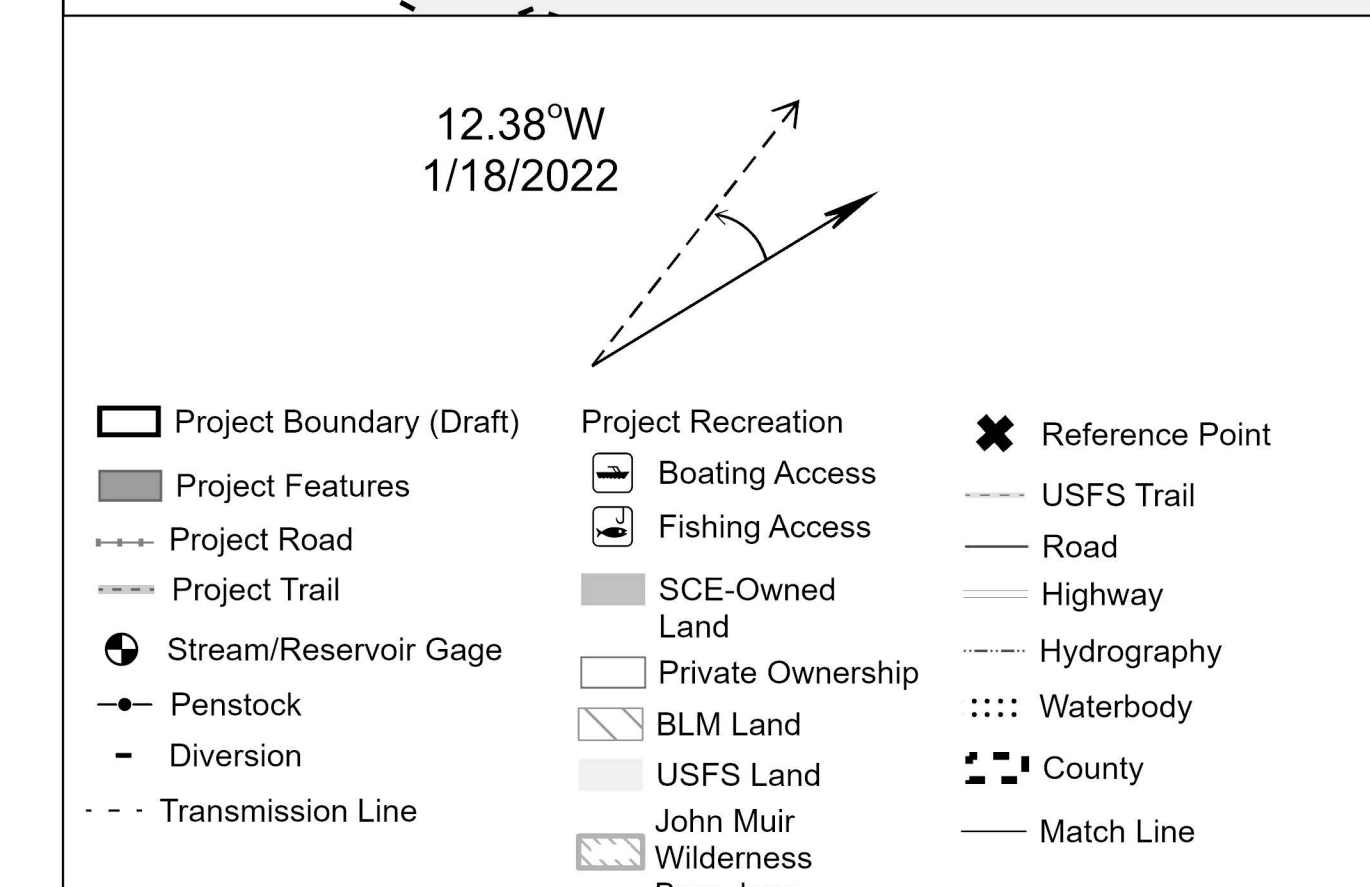 12.38°W
1/18/2022
Project Boundary (Draft)
Project Features
Project Road
Project Trail
Stream/Reservoir Gage
Penstock
Diversion
Transmission Line
Project Recreation
Boating Access
Fishing Access
SCE-Owned
Land
Private Ownership
BLM Land
USFS Land
John Muir
Wilderness
Reference Point
USFS Trail
Road
Highway
Hydrography
Waterbody
County
Match Line